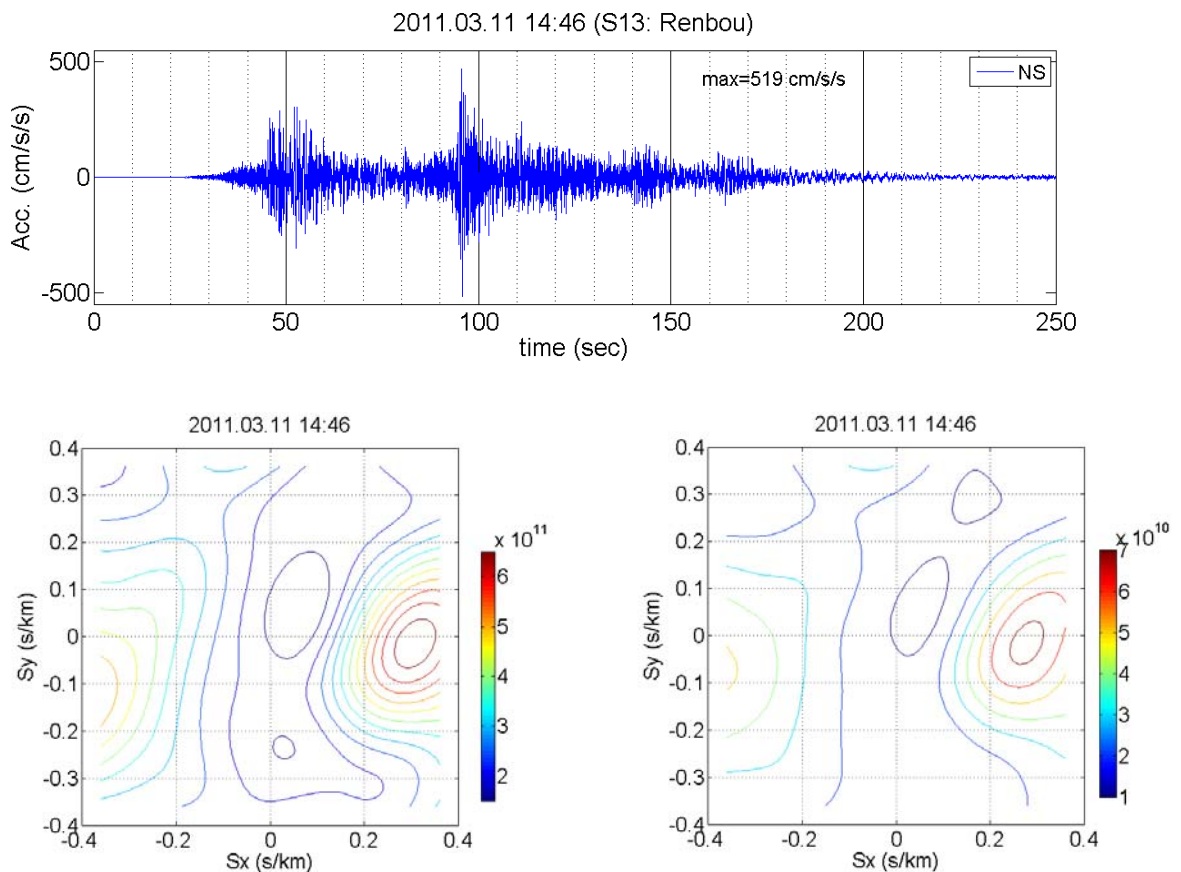 2011.03.11 14:46 (S13: Renbou)
500
0
-500
Acc. (cm/s/s)
max=519 cm/s/s
NS
0 50 100 150 200 250
time (sec)
2011.03.11 14:46
0.4
0.3
0.2
0.1
0
-0.1
-0.2
-0.3
-0.4
Sy (s/km)
-0.4 -0.2 0 0.2 0.4
Sx (s/km)
x 10^11
6
5
4
3
2
2011.03.11 14:46
0.4
0.3
0.2
0.1
0
-0.1
-0.2
-0.3
-0.4
Sy (s/km)
-0.4 -0.2 0 0.2 0.4
Sx (s/km)
x 10^10
7
6
5
4
3
2
1